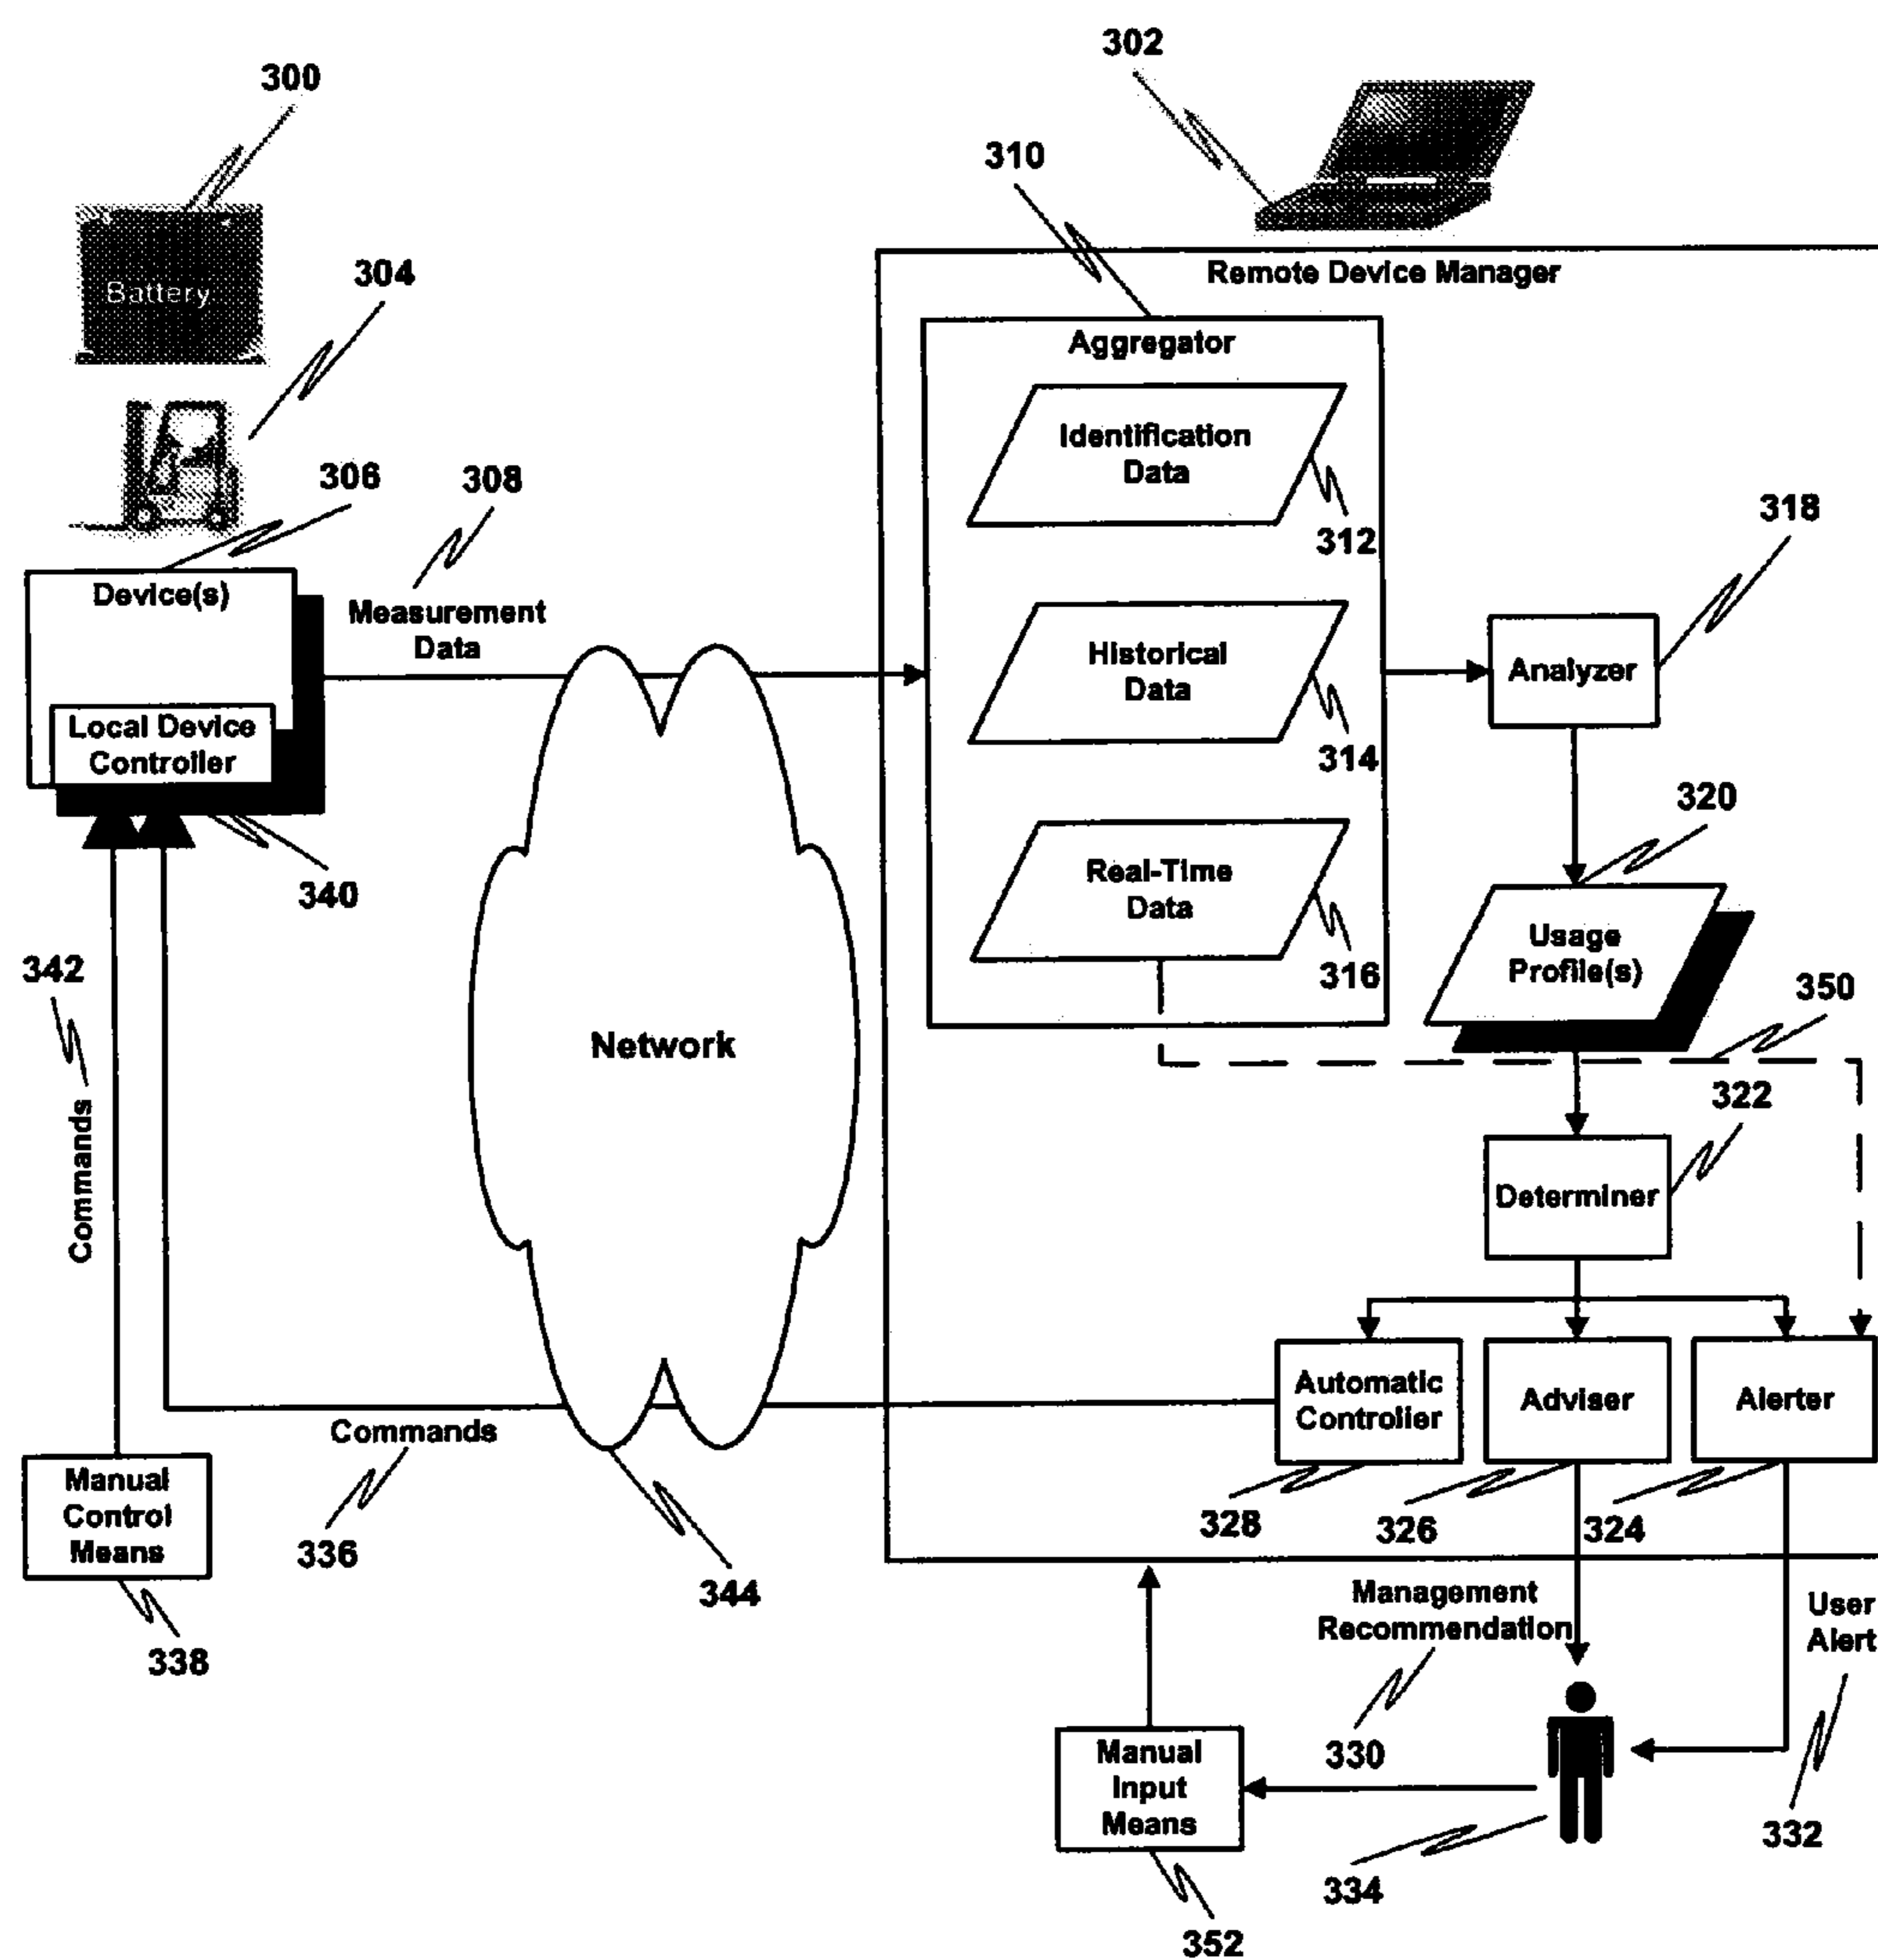 302
300
310
304
Battery
Remote Device Manager
Aggregator
Identification
Data
306
308
312
318
Device(s)
Measurement
Data
Historical
Data
Analyzer
Local Device
Controller
314
320
340
Real-Time
Data
Usage
Profile(s)
316
350
342
Network
322
Commands
Determiner
Automatic
Controller
Adviser
Alerter
Commands
328
326
324
Manual
Control
Means
336
344
Management
Recommendation
User
Alert
338
330
Manual
Input
Means
332
334
352